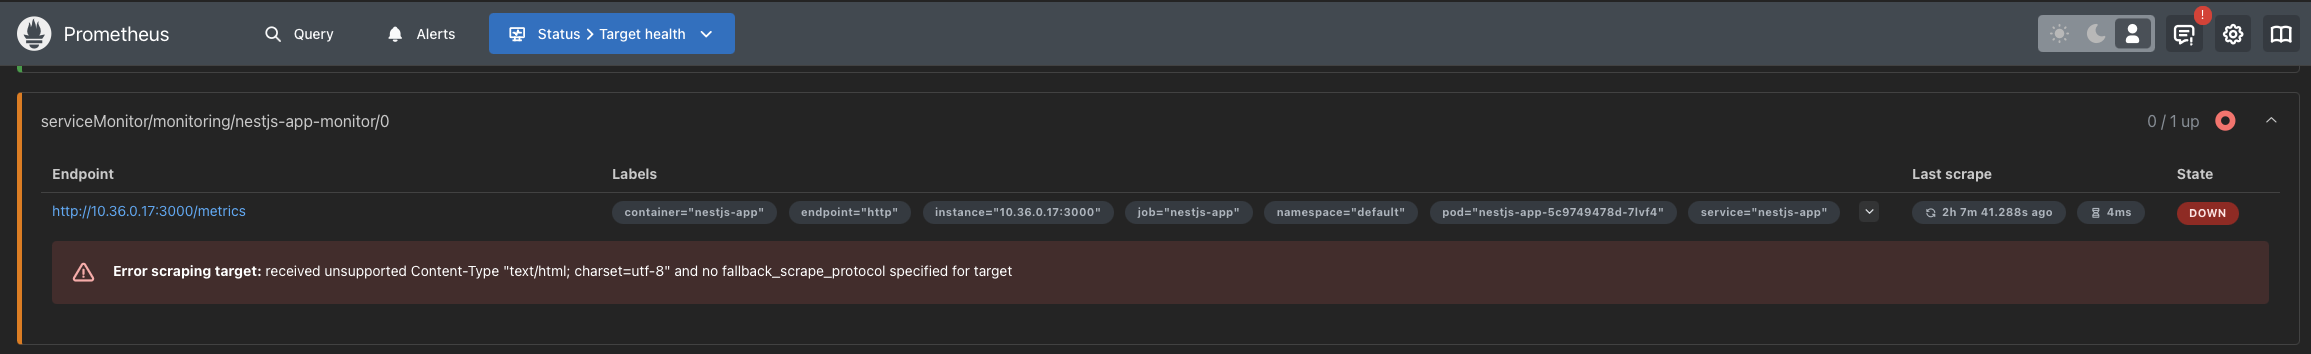 Prometheus Query Alerts Status > Target health !
serviceMonitor/monitoring/nestjs-app-monitor/0 0 / 1 up
Endpoint Labels Last scrape State
http://10.36.0.17:3000/metrics container="nestjs-app" endpoint="http" instance="10.36.0.17:3000" job="nestjs-app" namespace="default" pod="nestjs-app-5c9749478d-7lvf4" service="nestjs-app" 2h 7m 41.288s ago 4ms DOWN
Error scraping target: received unsupported Content-Type "text/html; charset=utf-8" and no fallback_scrape_protocol specified for target